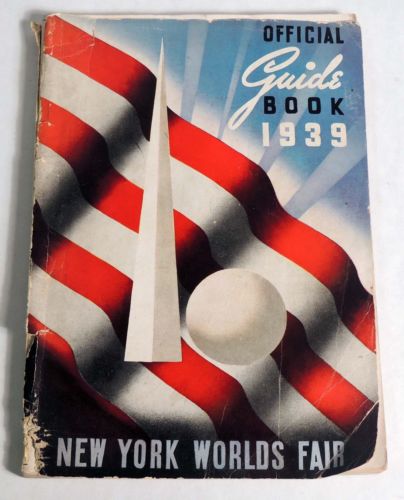 OFFICIAL
Guide
BOOK
1939
NEW YORK WORLDS FAIR